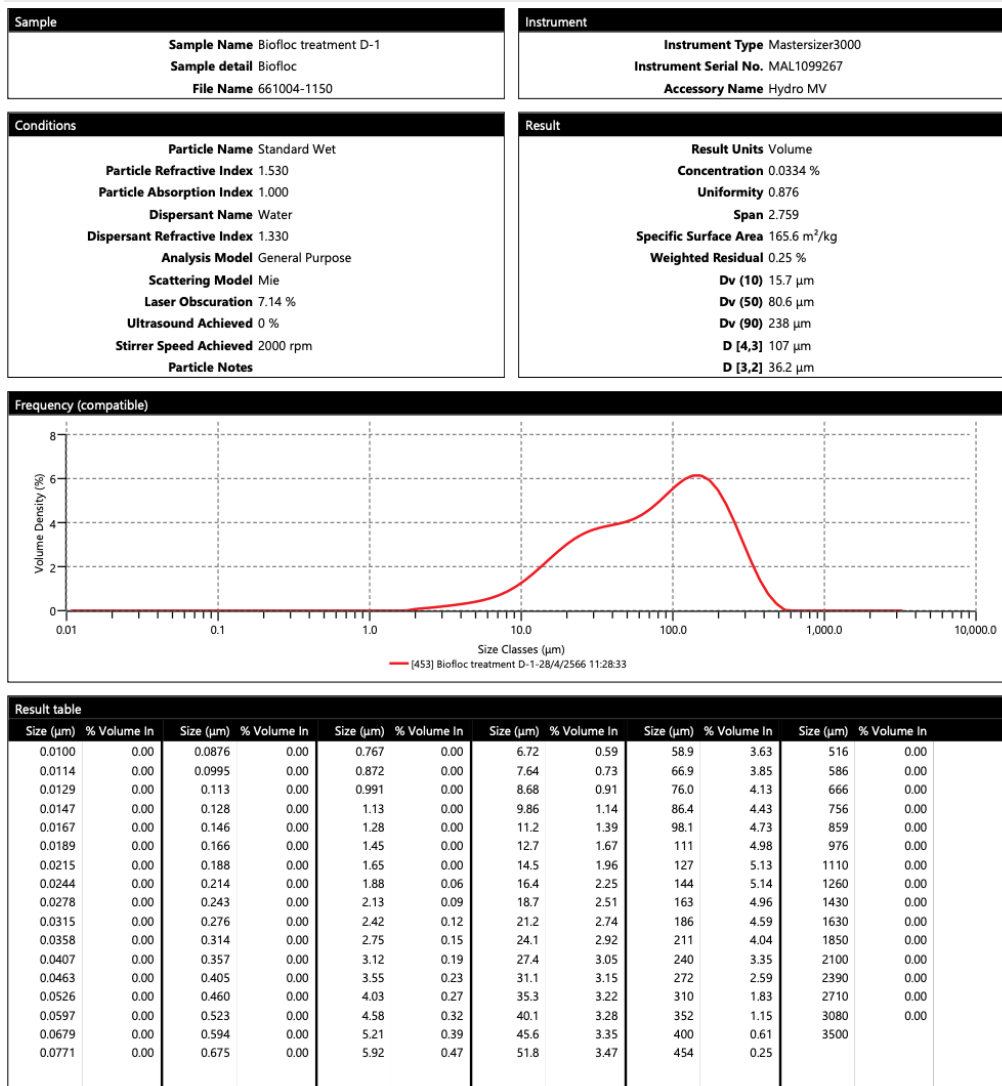 Sample
Sample Name Biofloc treatment D-1
Sample detail Biofloc
File Name 661004-1150
Instrument
Instrument Type Mastersizer3000
Instrument Serial No. MAL1099267
Accessory Name Hydro MV
Conditions
Particle Name Standard Wet
Particle Refractive Index 1.530
Particle Absorption Index 1.000
Dispersant Name Water
Dispersant Refractive Index 1.330
Analysis Model General Purpose
Scattering Model Mie
Laser Obscuration 7.14 %
Ultrasound Achieved 0 %
Stirrer Speed Achieved 2000 rpm
Particle Notes
Result
Result Units Volume
Concentration 0.0334 %
Uniformity 0.876
Span 2.759
Specific Surface Area 165.6 m²/kg
Weighted Residual 0.25 %
Dv (10) 15.7 µm
Dv (50) 80.6 µm
Dv (90) 238 µm
D [4,3] 107 µm
D [3,2] 36.2 µm
Frequency (compatible)
Volume Density (%)
8
6
4
2
0
0.01 0.1 1.0 10.0 100.0 1,000.0 10,000.0
Size Classes (µm)
[453] Biofloc treatment D-1-28/4/2566 11:28:33
Result table
Size (µm) % Volume In Size (µm) % Volume In Size (µm) % Volume In Size (µm) % Volume In Size (µm) % Volume In Size (µm) % Volume In
0.0100 0.00 0.0876 0.00 0.767 0.00 6.72 0.59 58.9 3.63 516 0.00
0.0114 0.00 0.0995 0.00 0.872 0.00 7.64 0.73 66.9 3.85 586 0.00
0.0129 0.00 0.113 0.00 0.991 0.00 8.68 0.91 76.0 4.13 666 0.00
0.0147 0.00 0.128 0.00 1.13 0.00 9.86 1.14 86.4 4.43 756 0.00
0.0167 0.00 0.146 0.00 1.28 0.00 11.2 1.39 98.1 4.73 859 0.00
0.0189 0.00 0.166 0.00 1.45 0.00 12.7 1.67 111 4.98 976 0.00
0.0215 0.00 0.188 0.00 1.65 0.00 14.5 1.96 127 5.13 1110 0.00
0.0244 0.00 0.214 0.00 1.88 0.06 16.4 2.25 144 5.14 1260 0.00
0.0278 0.00 0.243 0.00 2.13 0.09 18.7 2.51 163 4.96 1430 0.00
0.0315 0.00 0.276 0.00 2.42 0.12 21.2 2.74 186 4.59 1630 0.00
0.0358 0.00 0.314 0.00 2.75 0.15 24.1 2.92 211 4.04 1850 0.00
0.0407 0.00 0.357 0.00 3.12 0.19 27.4 3.05 240 3.35 2100 0.00
0.0463 0.00 0.405 0.00 3.55 0.23 31.1 3.15 272 2.59 2390 0.00
0.0526 0.00 0.460 0.00 4.03 0.27 35.3 3.22 310 1.83 2710 0.00
0.0597 0.00 0.523 0.00 4.58 0.32 40.1 3.28 352 1.15 3080 0.00
0.0679 0.00 0.594 0.00 5.21 0.39 45.6 3.35 400 0.61 3500
0.0771 0.00 0.675 0.00 5.92 0.47 51.8 3.47 454 0.25